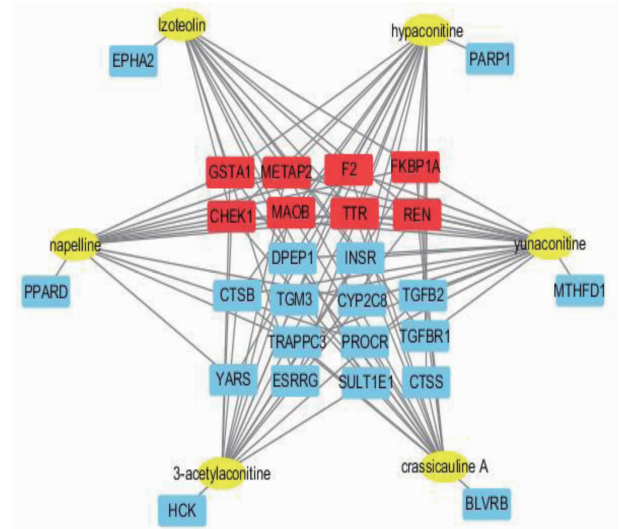 Izoteolin
hypaconitine
EPHA2
PARP1
GSTA1 METAP2 F2 FKBP1A
CHEK1 MAOB TTR REN
napelline
yunaconitine
DPEP1 INSR
PPARD
CTSB TGM3 CYP2C8 TGFB2
MTHFD1
TRAPPC3 PROCR TGFBR1
YARS ESRRG SULT1E1 CTSS
3-acetylaconitine
crassicauline A
HCK
BLVRB